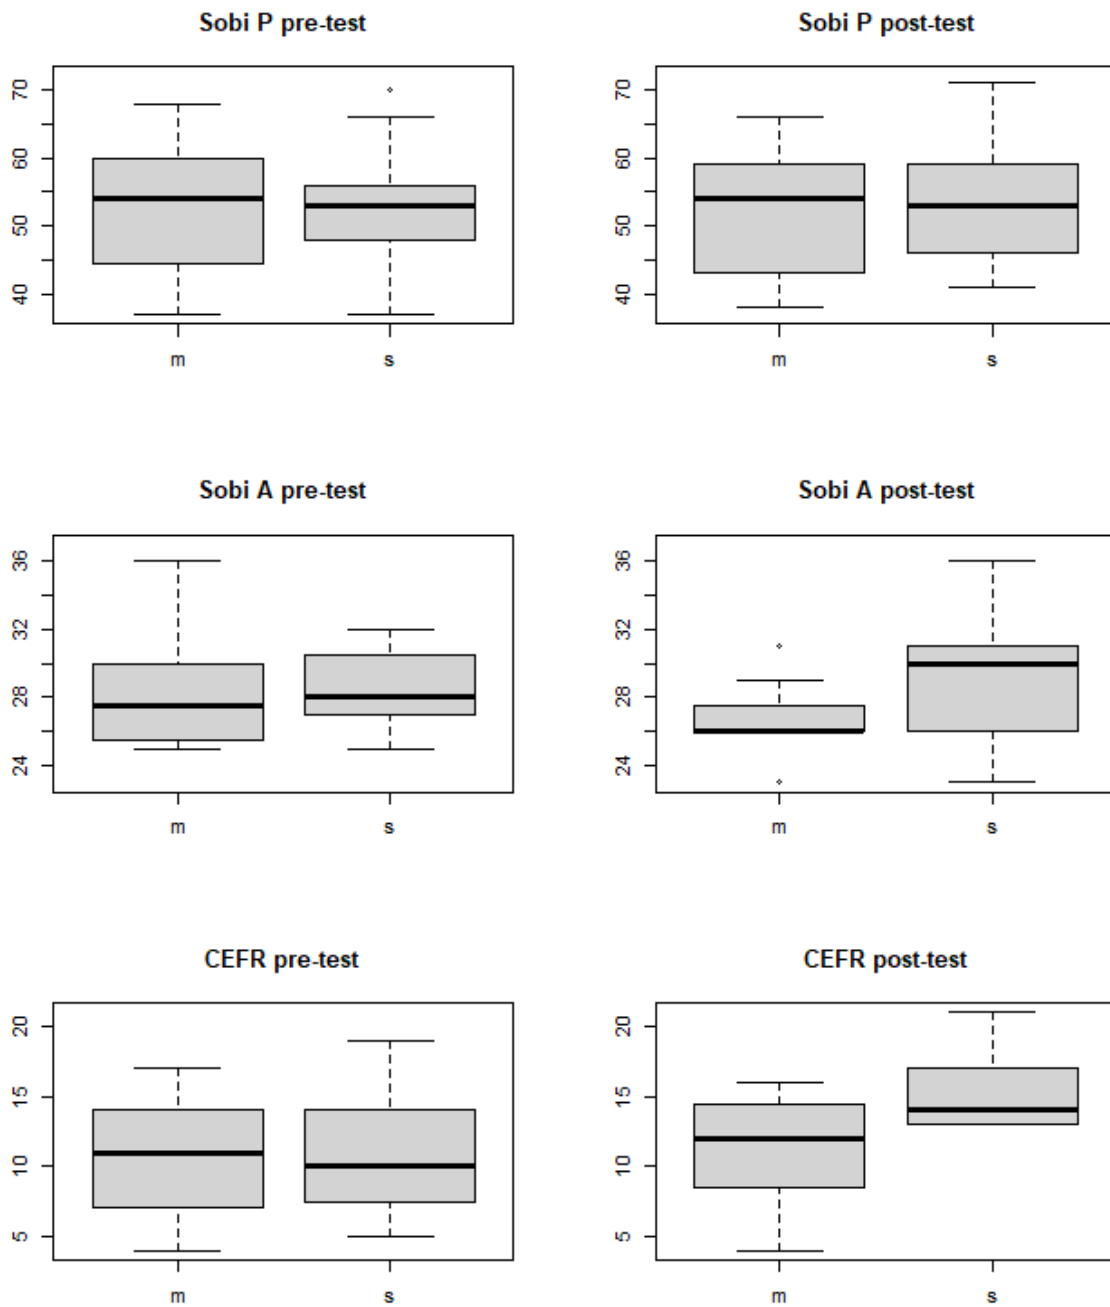 Sobi P pre-test
70
60
50
40
m s
Sobi P post-test
70
60
50
40
m s
Sobi A pre-test
36
32
28
24
m s
Sobi A post-test
36
32
28
24
m s
CEFR pre-test
20
15
10
5
m s
CEFR post-test
20
15
10
5
m s